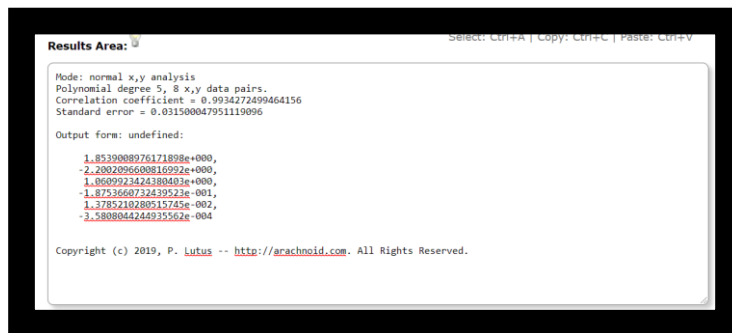 Select: Ctrl+A | Copy: Ctrl+C | Paste: Ctrl+V
Results Area:
Mode: normal x,y analysis
Polynomial degree 5, 8 x,y data pairs.
Correlation coefficient = 0.9934272499464156
Standard error = 0.031500047951119096
Output form: undefined:
1.8539008976171898e+000,
-2.2002096600816992e+000,
1.0609923424380403e+000,
-1.8753660732439523e-001,
1.3785210280515745e-002,
-3.5808044244935562e-004
Copyright (c) 2019, P. Lutus -- http://arachnoid.com. All Rights Reserved.